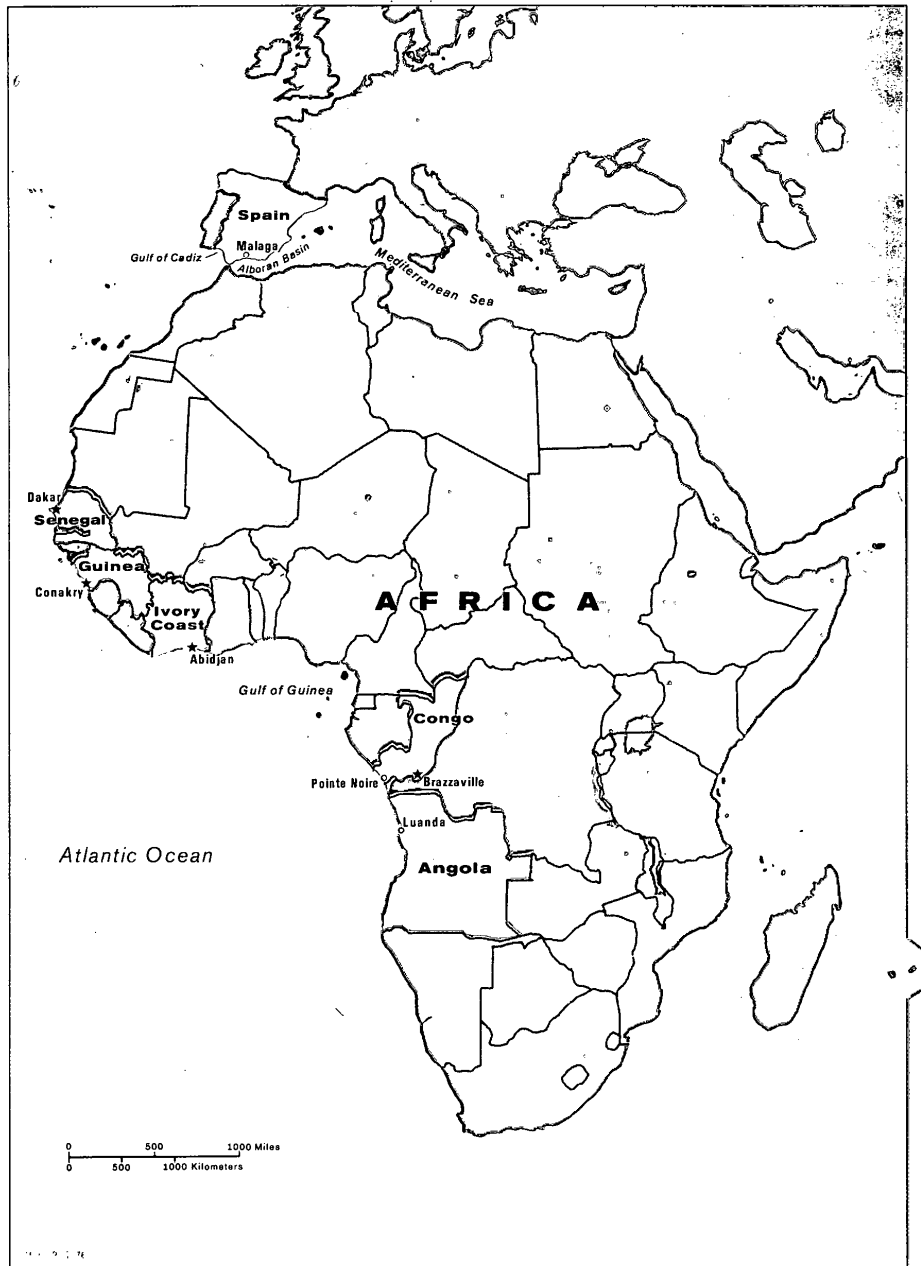 Spain
Malaga
Gulf of Cadiz
Alboran Basin
Mediterranean Sea
Dakar
Senegal
Guinea
Conakry
Ivory
Coast
Abidjan
AFRICA
Gulf of Guinea
Congo
Pointe Noire
Brazzaville
Luanda
Atlantic Ocean
Angola
0 500 1000 Miles
0 500 1000 Kilometers